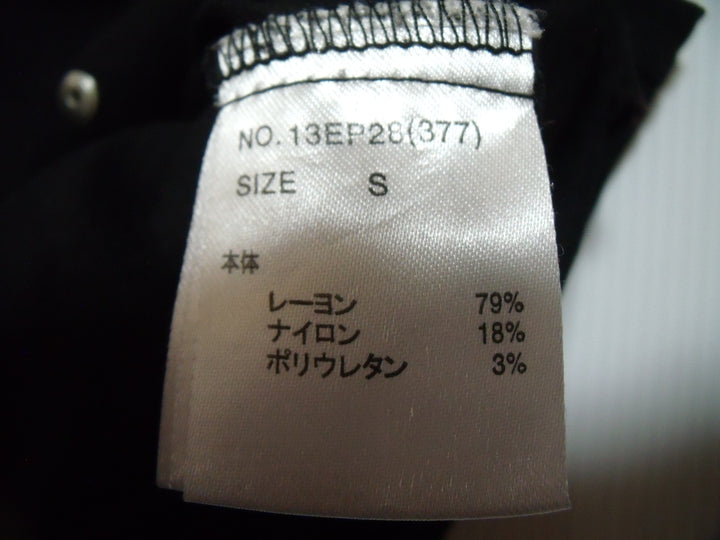 NO.13EP28(377)
SIZE S
本体
レーヨン 79%
ナイロン 18%
ポリウレタン 3%